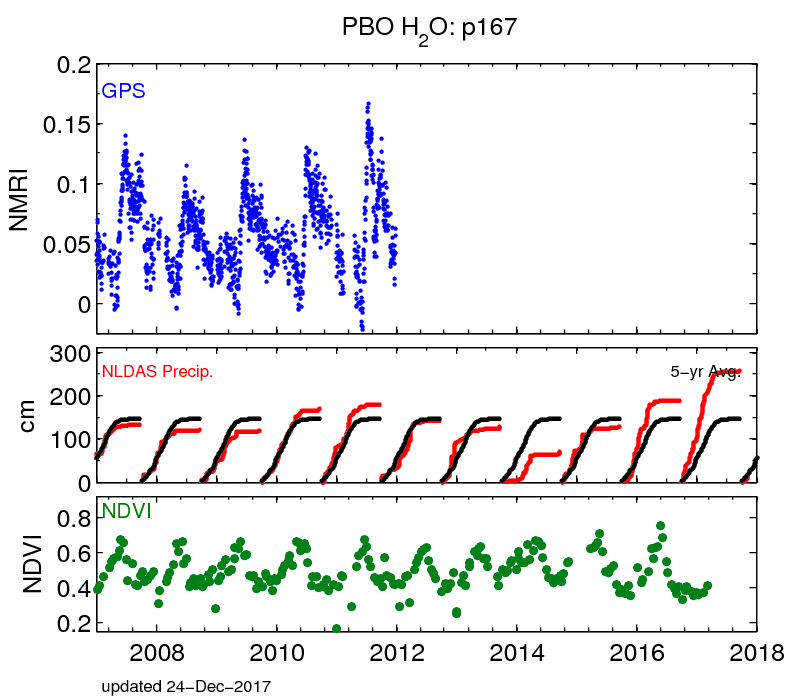 PBO H2O: p167
0.2
GPS
0.15
0.1
0.05
0
NMRI
300
NLDAS Precip.
5−yr Avg.
200
100
0
cm
NDVI
0.8
0.6
0.4
0.2
NDVI
2008 2010 2012 2014 2016 2018
updated 24−Dec−2017